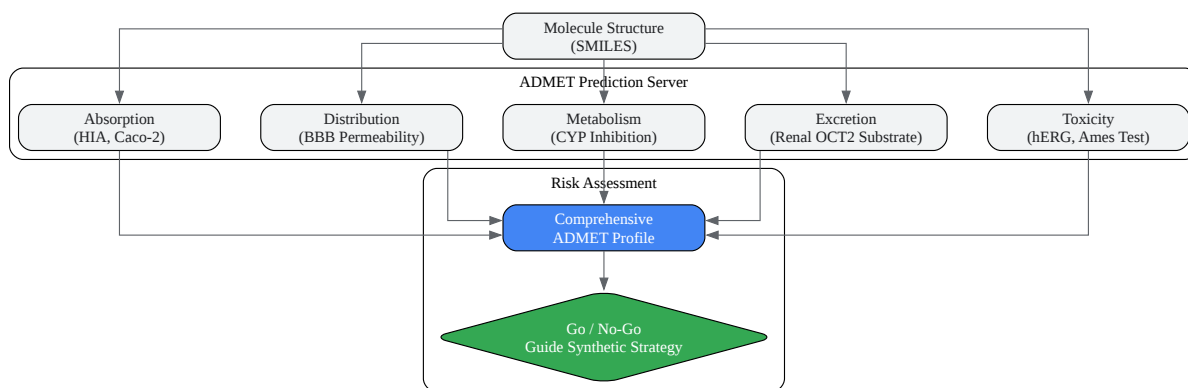 Molecule Structure
(SMILES)
ADMET Prediction Server
Absorption
(HIA, Caco-2)
Distribution
(BBB Permeability)
Metabolism
(CYP Inhibition)
Excretion
(Renal OCT2 Substrate)
Toxicity
(hERG, Ames Test)
Risk Assessment
Comprehensive
ADMET Profile
Go / No-Go
Guide Synthetic Strategy